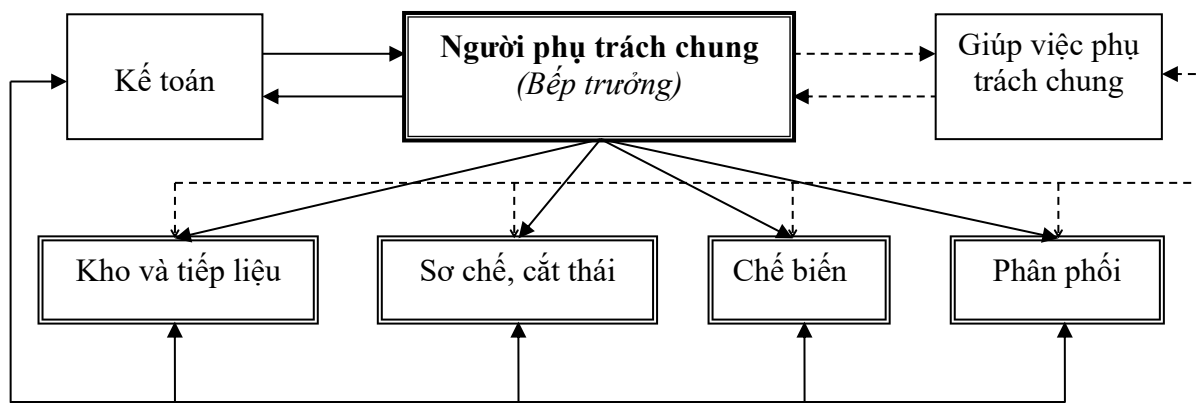 Kế toán
Người phụ trách chung
(Bếp trưởng)
Giúp việc phụ
trách chung
Kho và tiếp liệu
Sơ chế, cắt thái
Chế biến
Phân phối